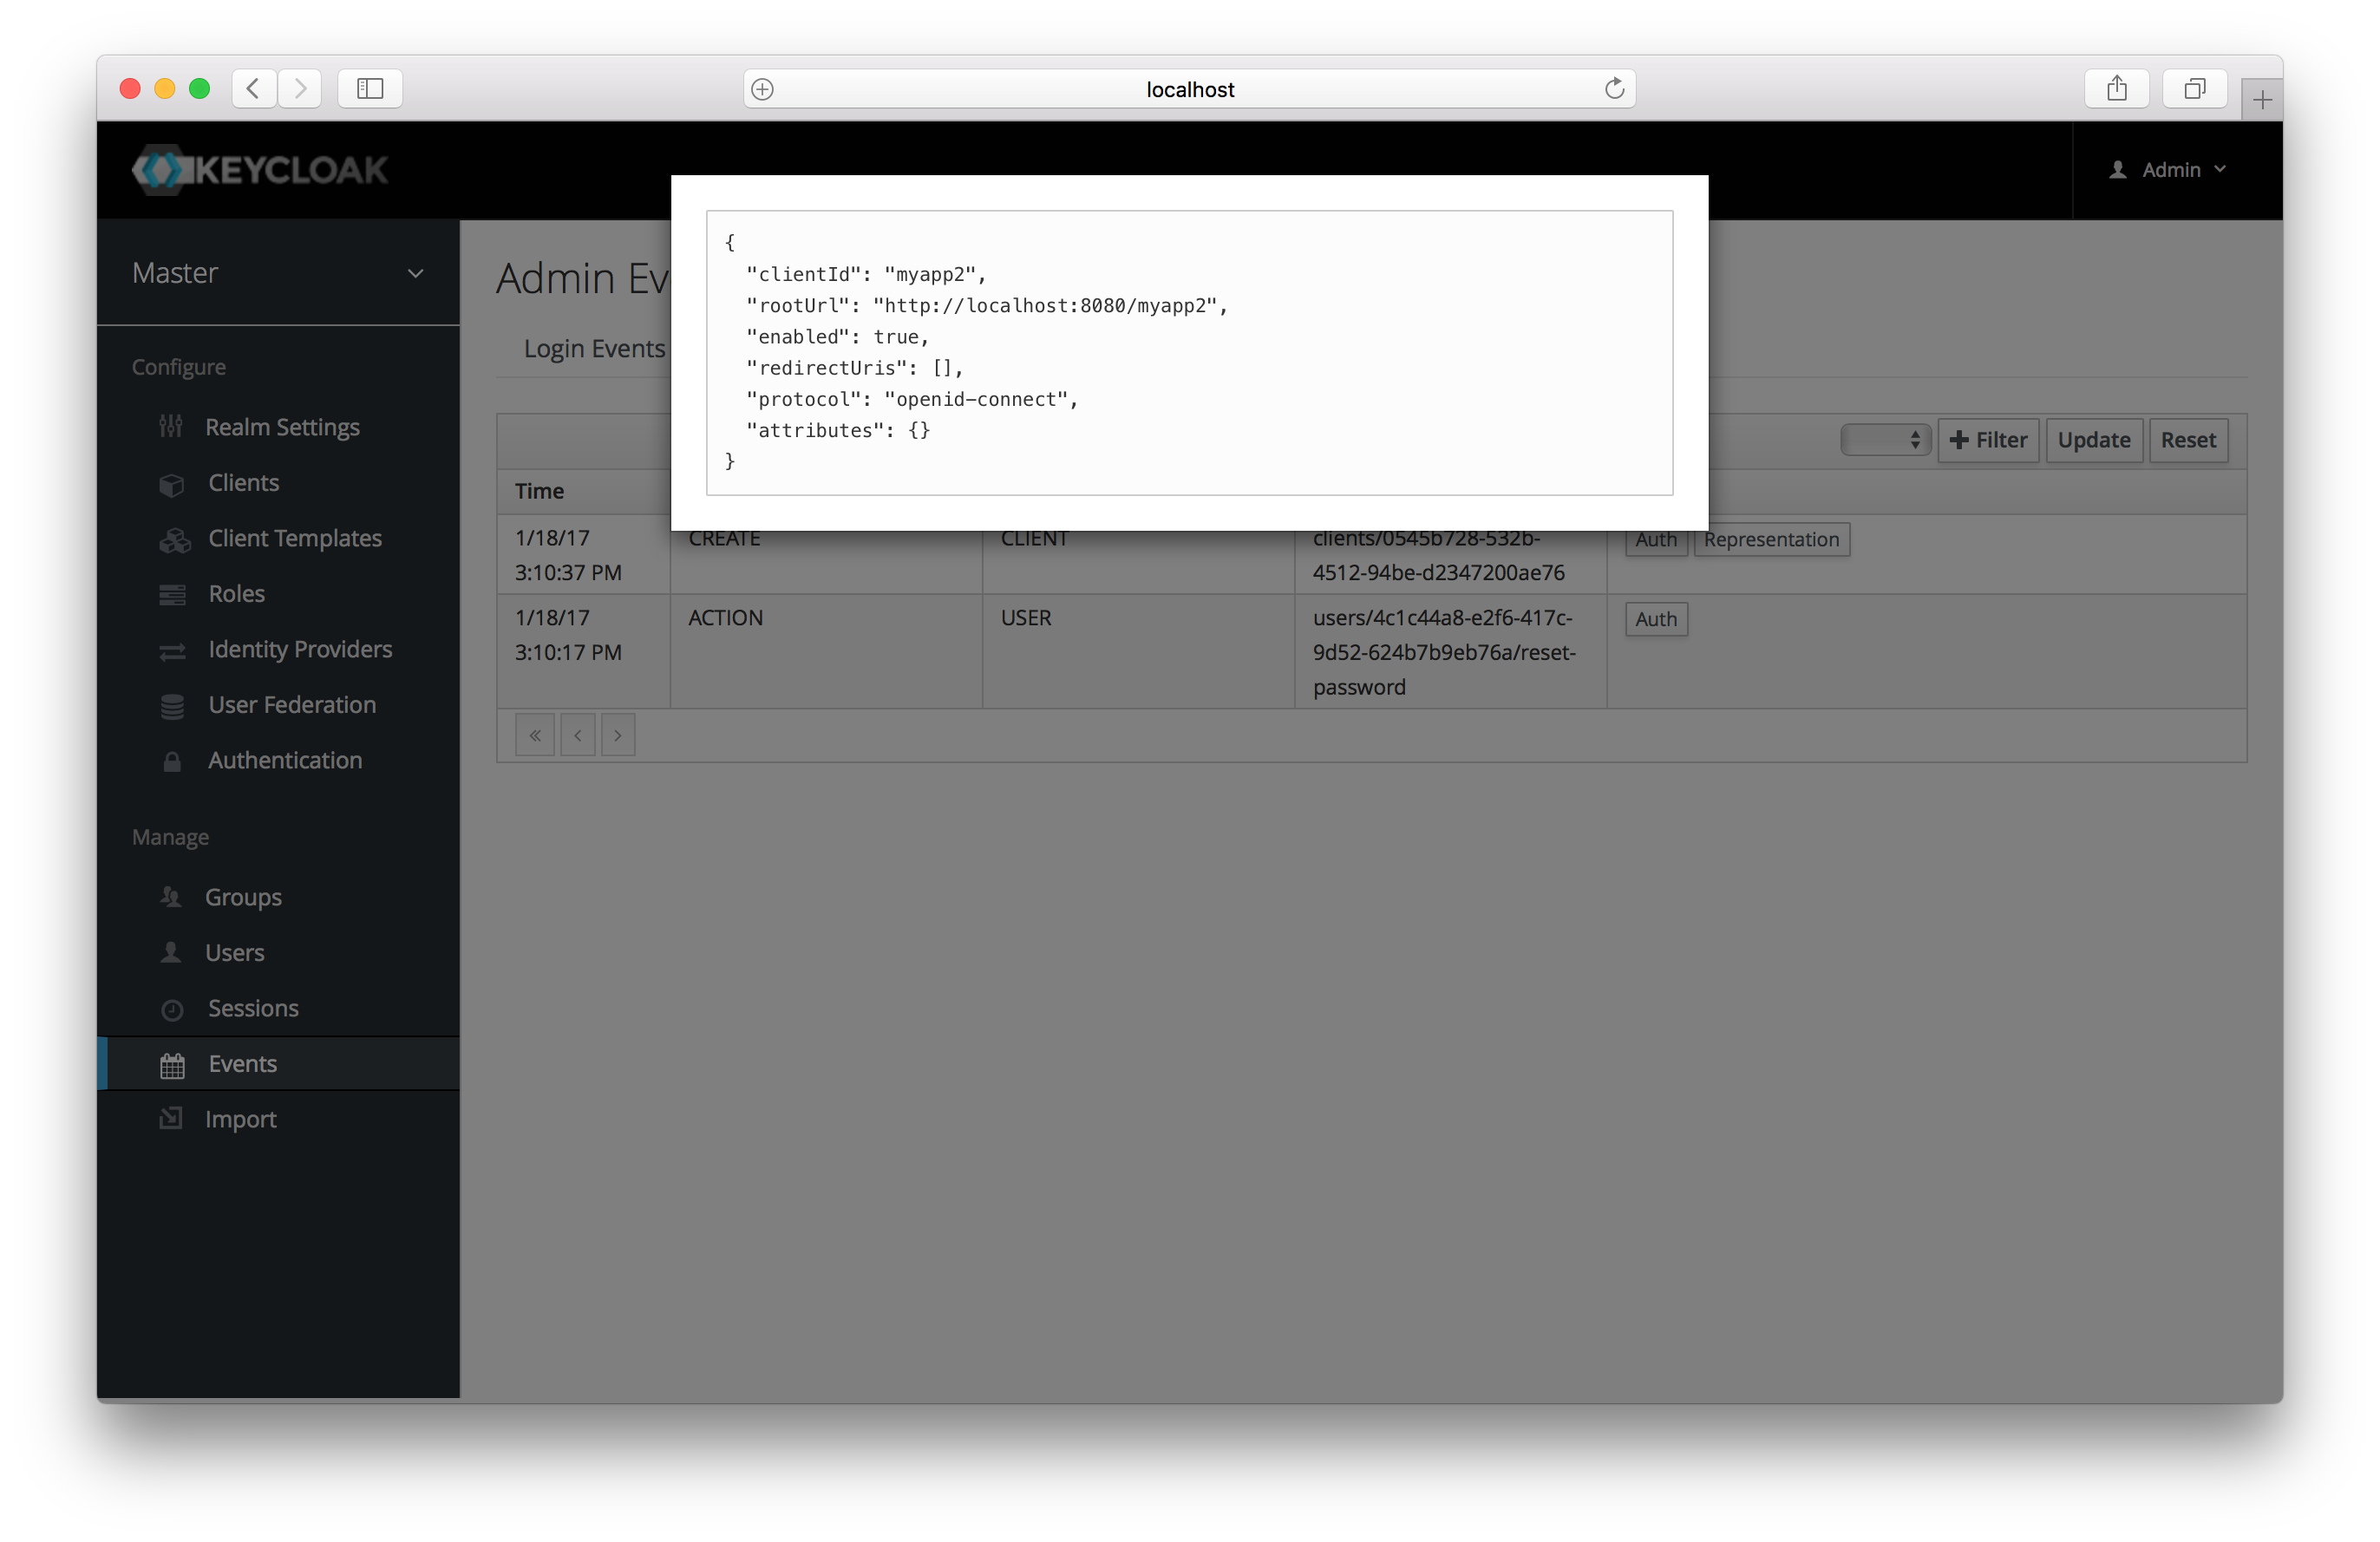 localhost
KEYCLOAK
Admin
Master
Configure
Realm Settings
Clients
Client Templates
Roles
Identity Providers
User Federation
Authentication
Manage
Groups
Users
Sessions
Events
Import
Admin Ev
Login Events
{
"clientId": "myapp2",
"rootUrl": "http://localhost:8080/myapp2",
"enabled": true,
"redirectUris": [],
"protocol": "openid-connect",
"attributes": {}
}
Filter Update Reset
Time
1/18/17
3:10:37 PM
CREATE
CLIENT
clients/0545b728-532b-
4512-94be-d2347200ae76
Auth Representation
1/18/17
3:10:17 PM
ACTION
USER
users/4c1c44a8-e2f6-417c-
9d52-624b7b9eb76a/reset-
password
Auth